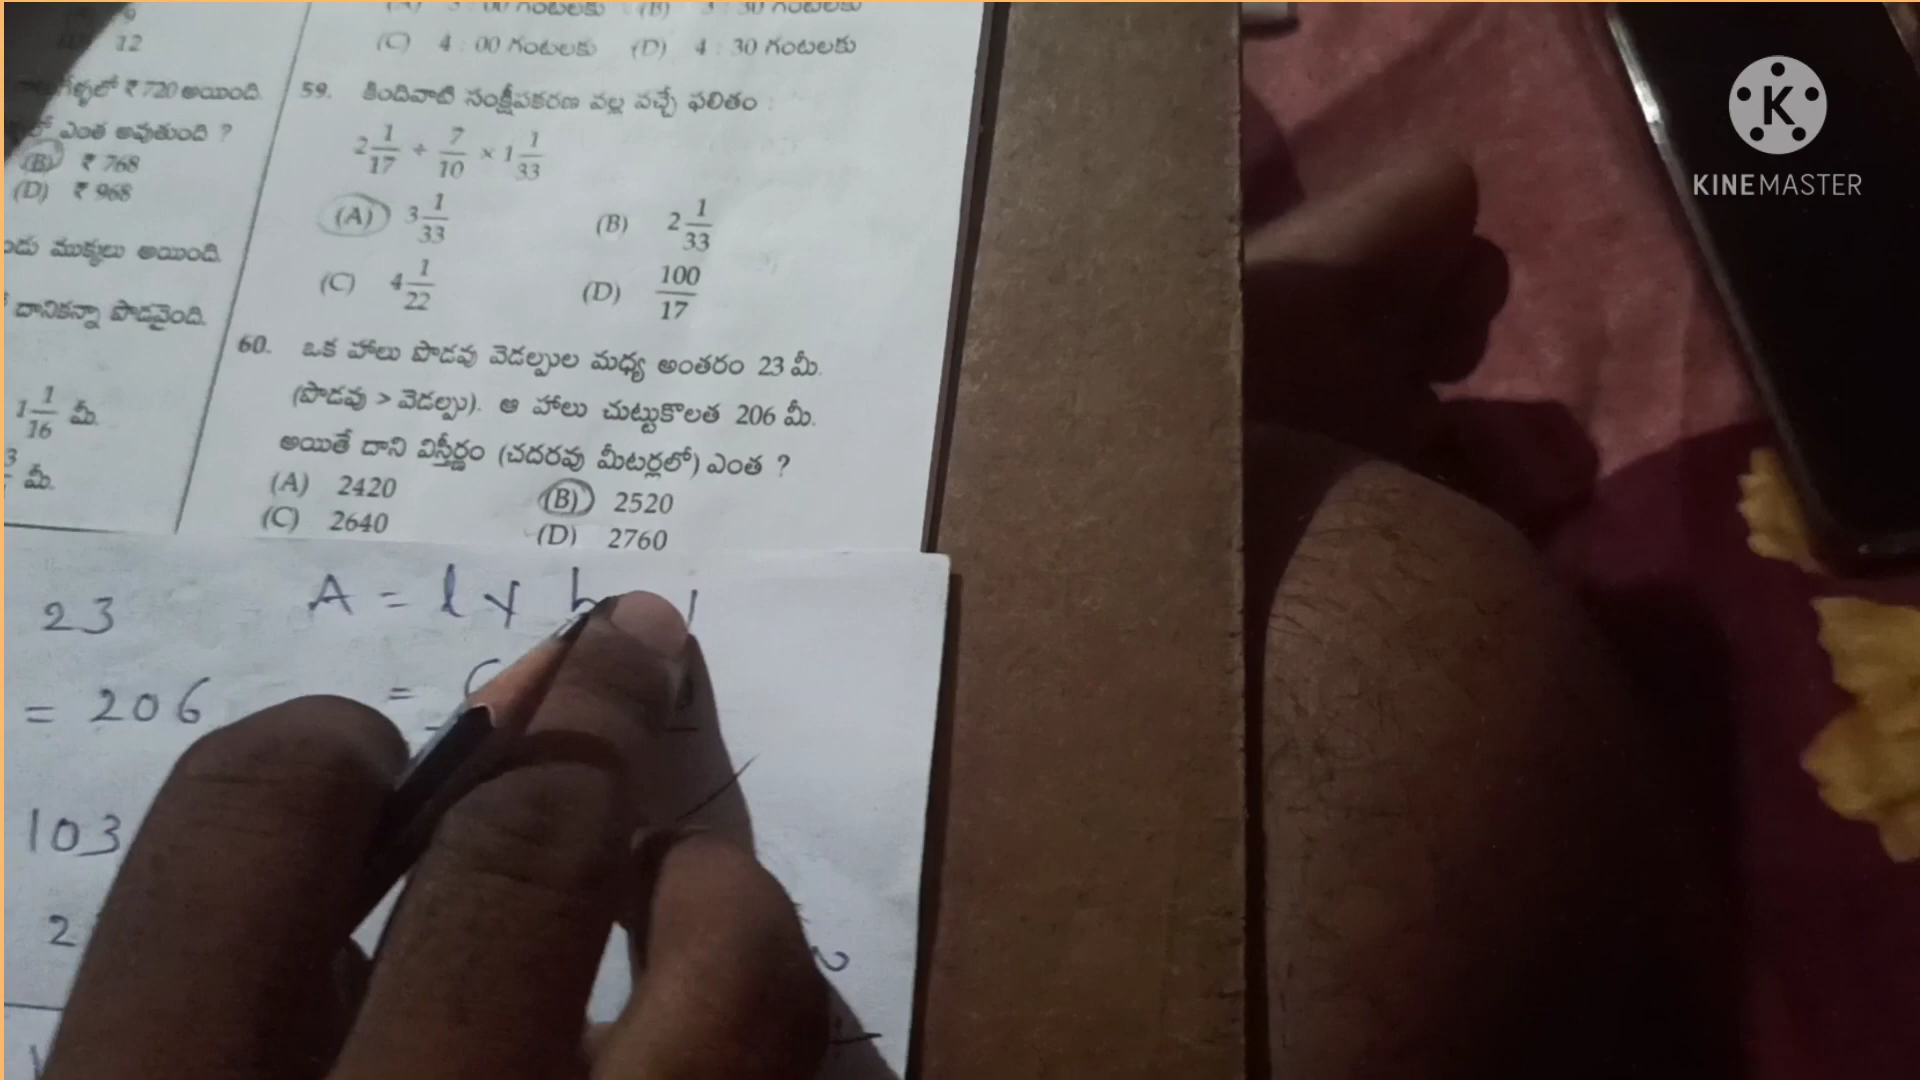 12
₹ 720 అయింది.
ఎంత అవుతుంది ?
(B) ₹ 768
(D) ₹ 968
ముక్కలు అయింది.
దానికన్నా పొడవైంది.
1 1/16 మీ.
3 మీ.
(C) 4 : 00 గంటలకు (D) 4 : 30 గంటలకు
59. కిందివాటి సంక్షిప్తీకరణ వల్ల వచ్చే ఫలితం :
2 1/17 ÷ 7/10 × 1 1/33
(A) 3 1/33 (B) 2 1/33
(C) 4 1/22 (D) 100/17
60. ఒక హాలు పొడవు వెడల్పుల మధ్య అంతరం 23 మీ.
(పొడవు > వెడల్పు). ఆ హాలు చుట్టుకొలత 206 మీ.
అయితే దాని విస్తీర్ణం (చదరపు మీటర్లలో) ఎంత ?
(A) 2420 (B) 2520
(C) 2640 (D) 2760
23
= 206
103
2
A = l × b
=
K
KINEMASTER